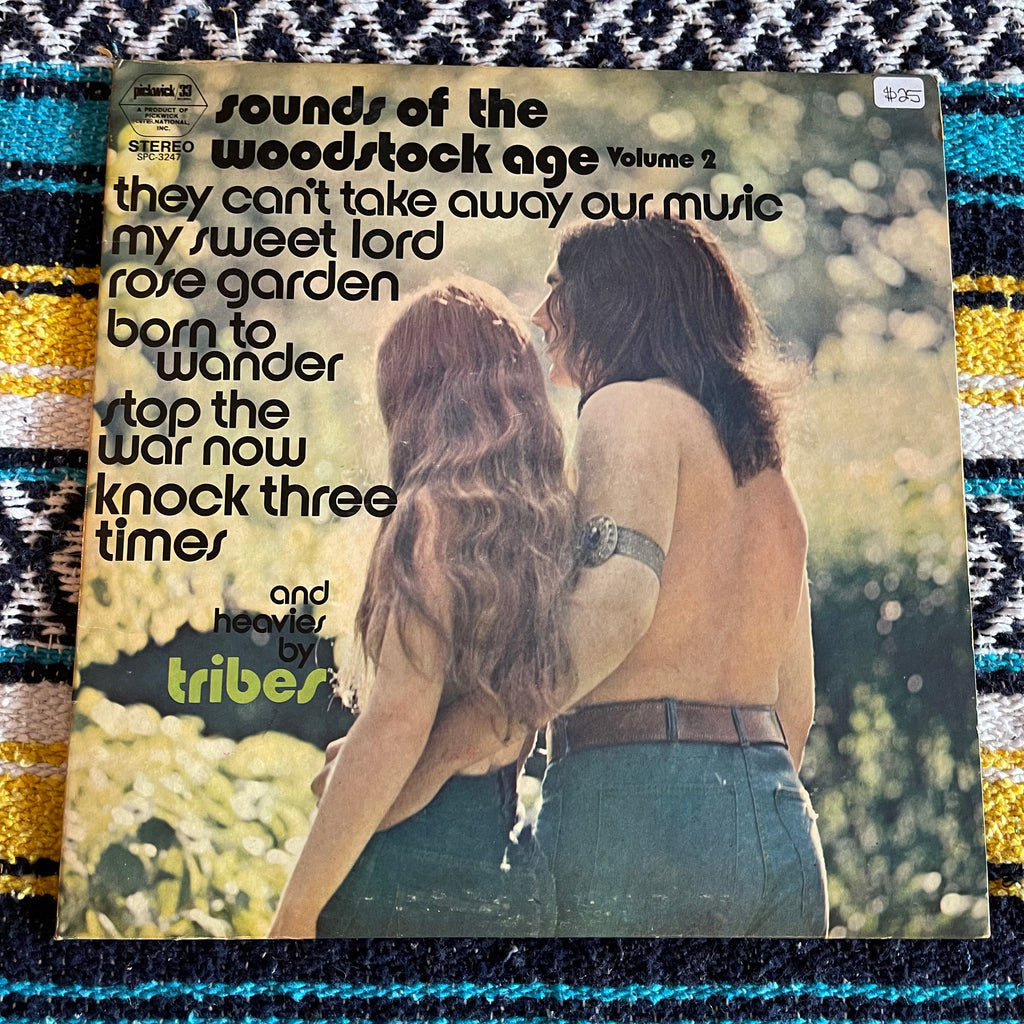 pickwick/33
A PRODUCT OF
PICKWICK
INTERNATIONAL,
INC.
STEREO
SPC-3247
sounds of the
woodstock age Volume 2
$25
they can't take away our music
my sweet lord
rose garden
born to
wander
stop the
war now
knock three
times
and
heavies
by
tribes